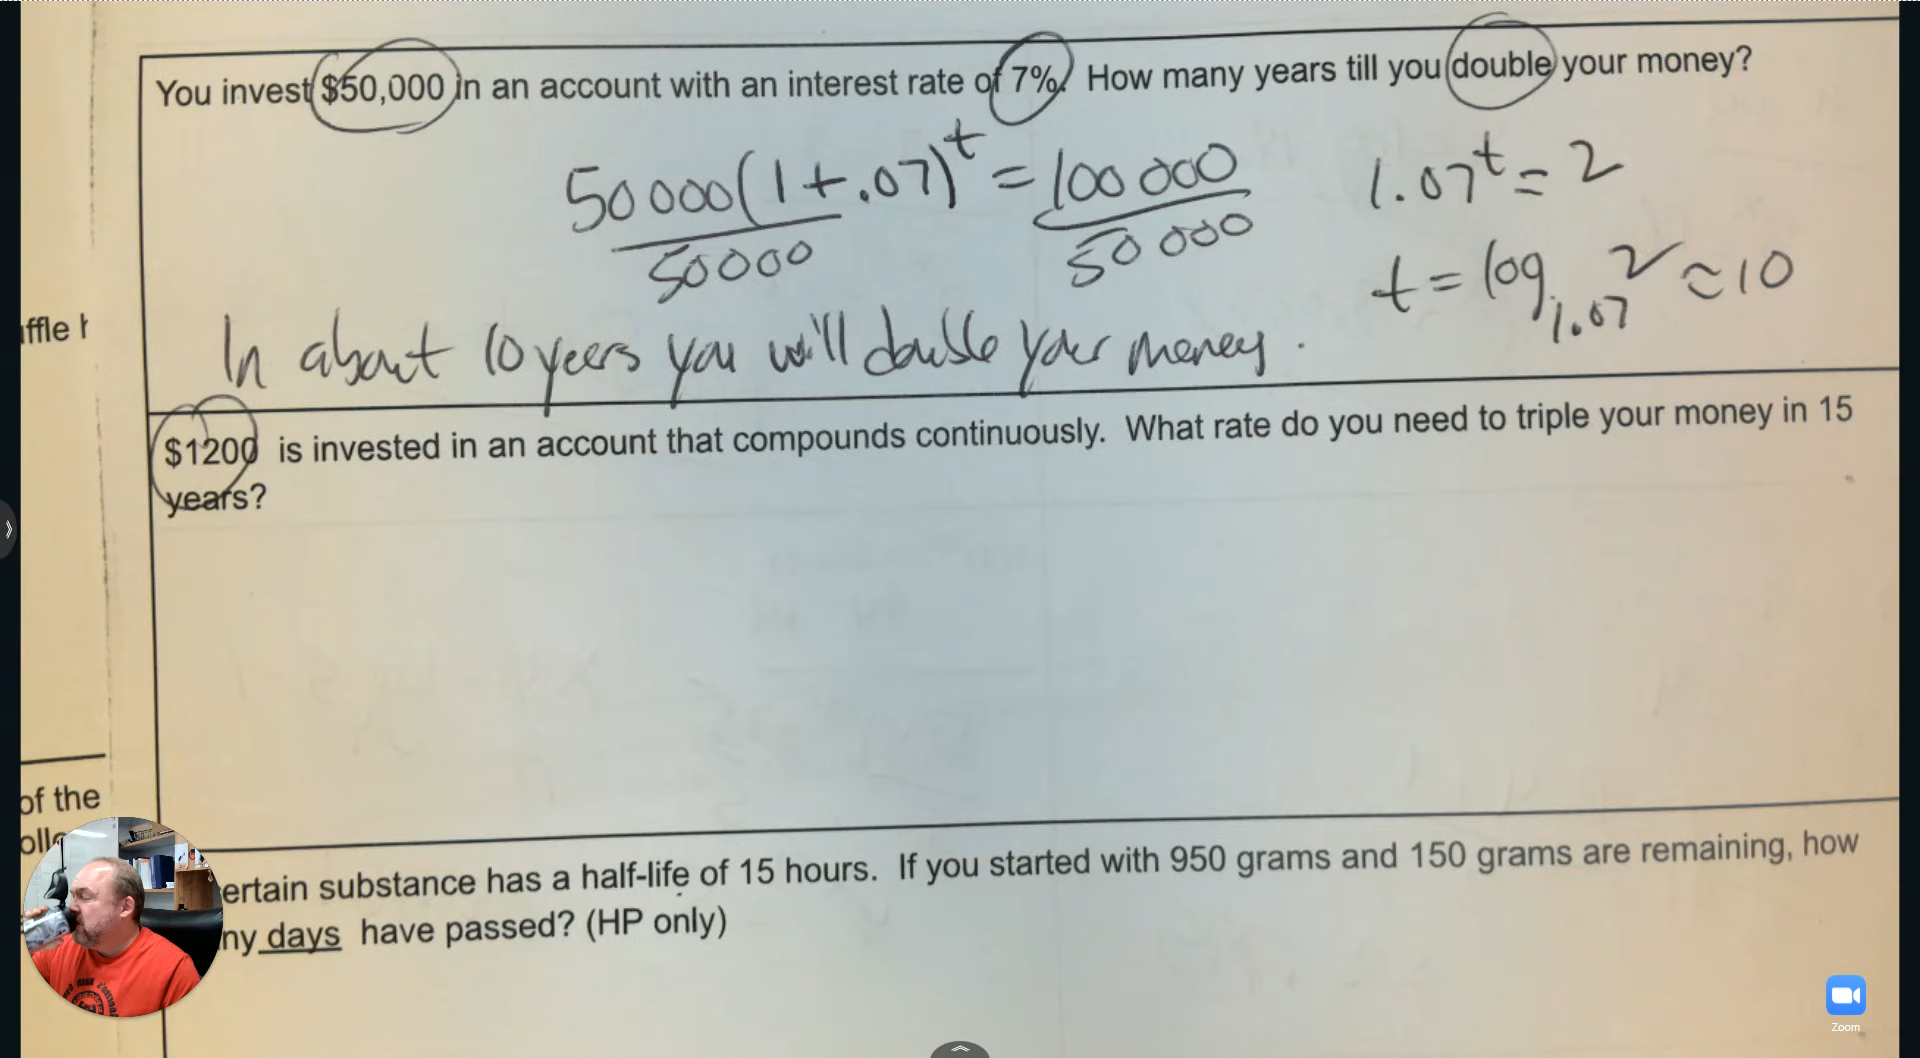 You invest $50,000 in an account with an interest rate of 7%. How many years till you double your money?
50000(1+.07)^t = 100000
50000 50000
1.07^t = 2
t = log_1.07 2 ≈ 10
In about 10 yeers you will double your money.
$1200 is invested in an account that compounds continuously. What rate do you need to triple your money in 15
years?
ffle
of the
ertain substance has a half-life of 15 hours. If you started with 950 grams and 150 grams are remaining, how
ny days have passed? (HP only)
Zoom